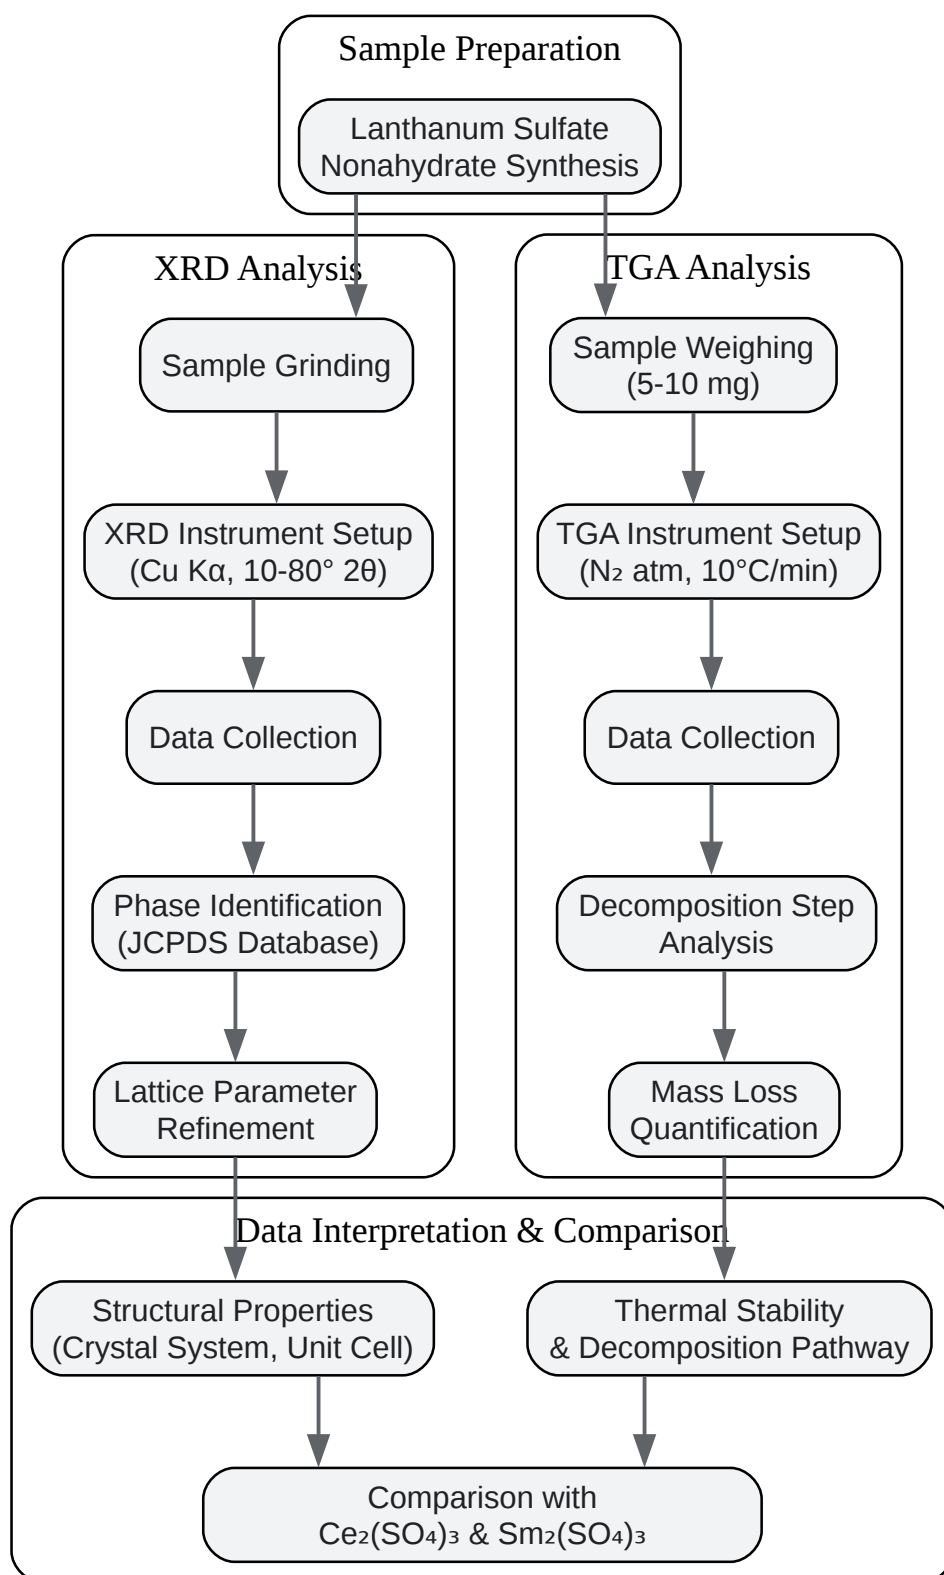 Sample Preparation
Lanthanum Sulfate
Nonahydrate Synthesis
XRD Analysis
Sample Grinding
XRD Instrument Setup
(Cu Kα, 10-80° 2θ)
Data Collection
Phase Identification
(JCPDS Database)
Lattice Parameter
Refinement
TGA Analysis
Sample Weighing
(5-10 mg)
TGA Instrument Setup
(N₂ atm, 10°C/min)
Data Collection
Decomposition Step
Analysis
Mass Loss
Quantification
Data Interpretation & Comparison
Structural Properties
(Crystal System, Unit Cell)
Thermal Stability
& Decomposition Pathway
Comparison with
Ce₂(SO₄)₃ & Sm₂(SO₄)₃